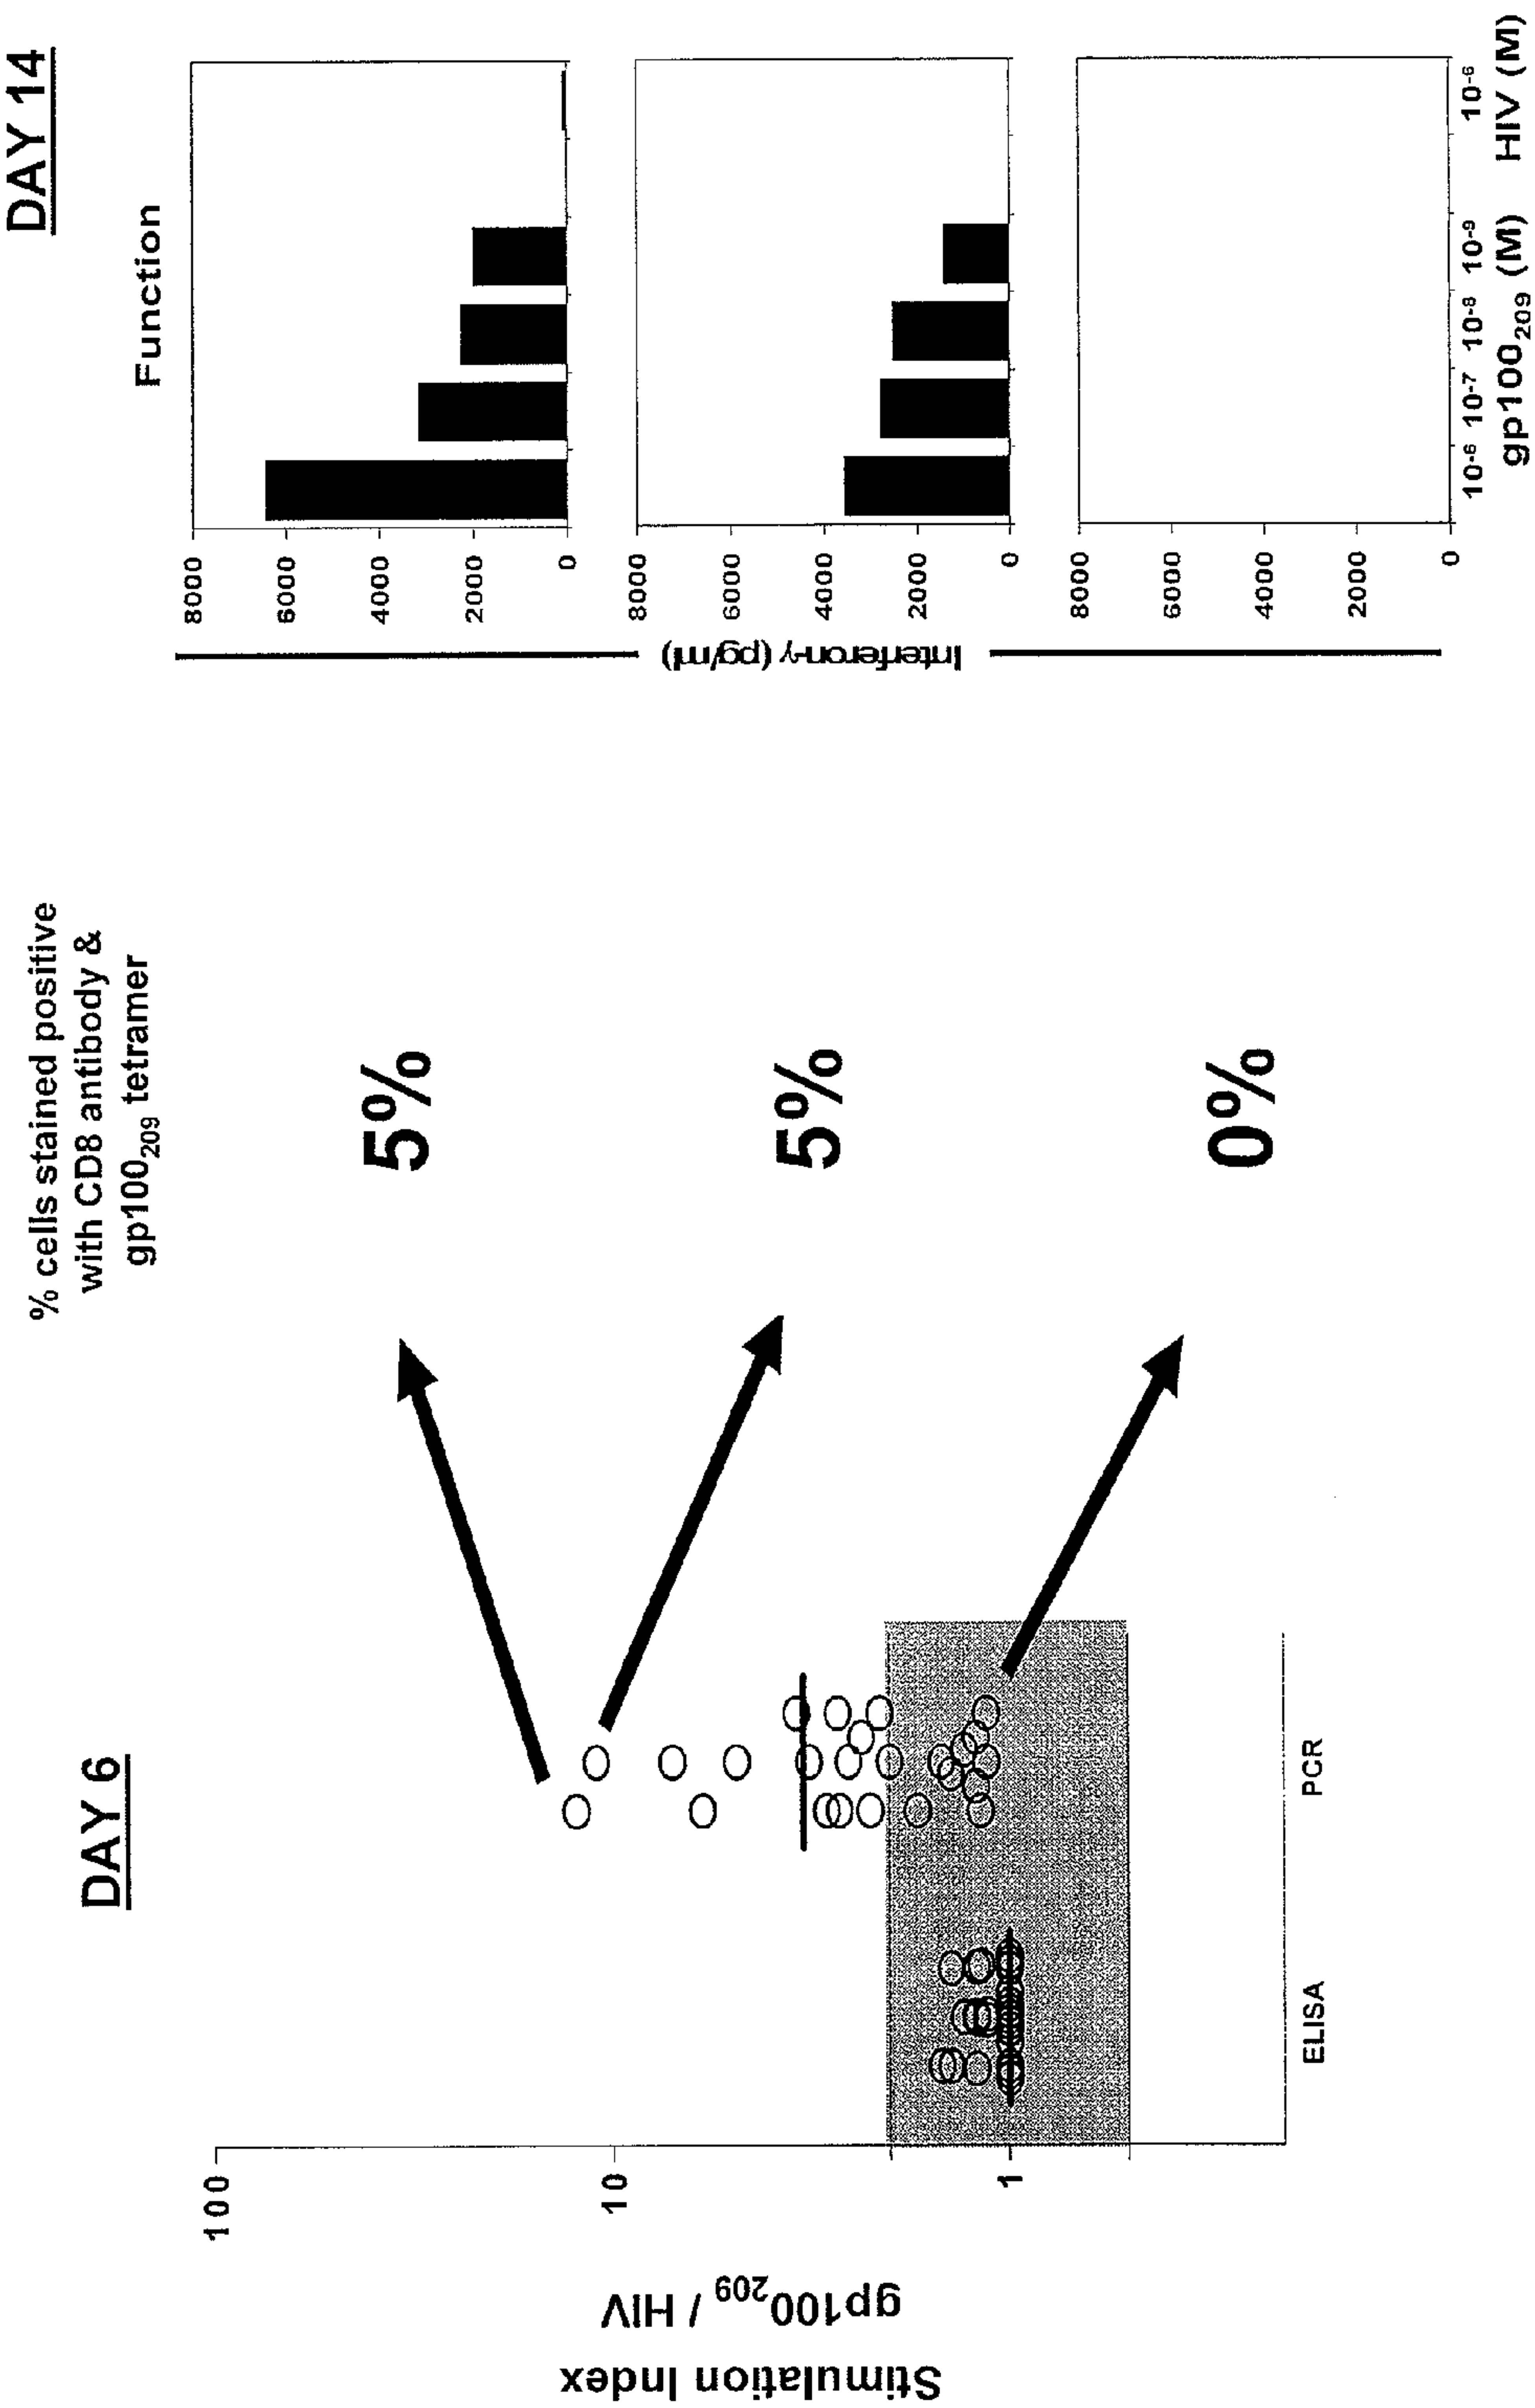 DAY 6
Stimulation Index
gp100209 / HIV
100
10
1
ELISA
PCR
% cells stained positive
with CD8 antibody &
gp100209 tetramer
5%
5%
0%
DAY 14
Function
Interferon-γ (pg/ml)
8000
6000
4000
2000
0
8000
6000
4000
2000
0
8000
6000
4000
2000
0
10-6 10-7 10-8 10-9 10-6
gp100209 (M) HIV (M)